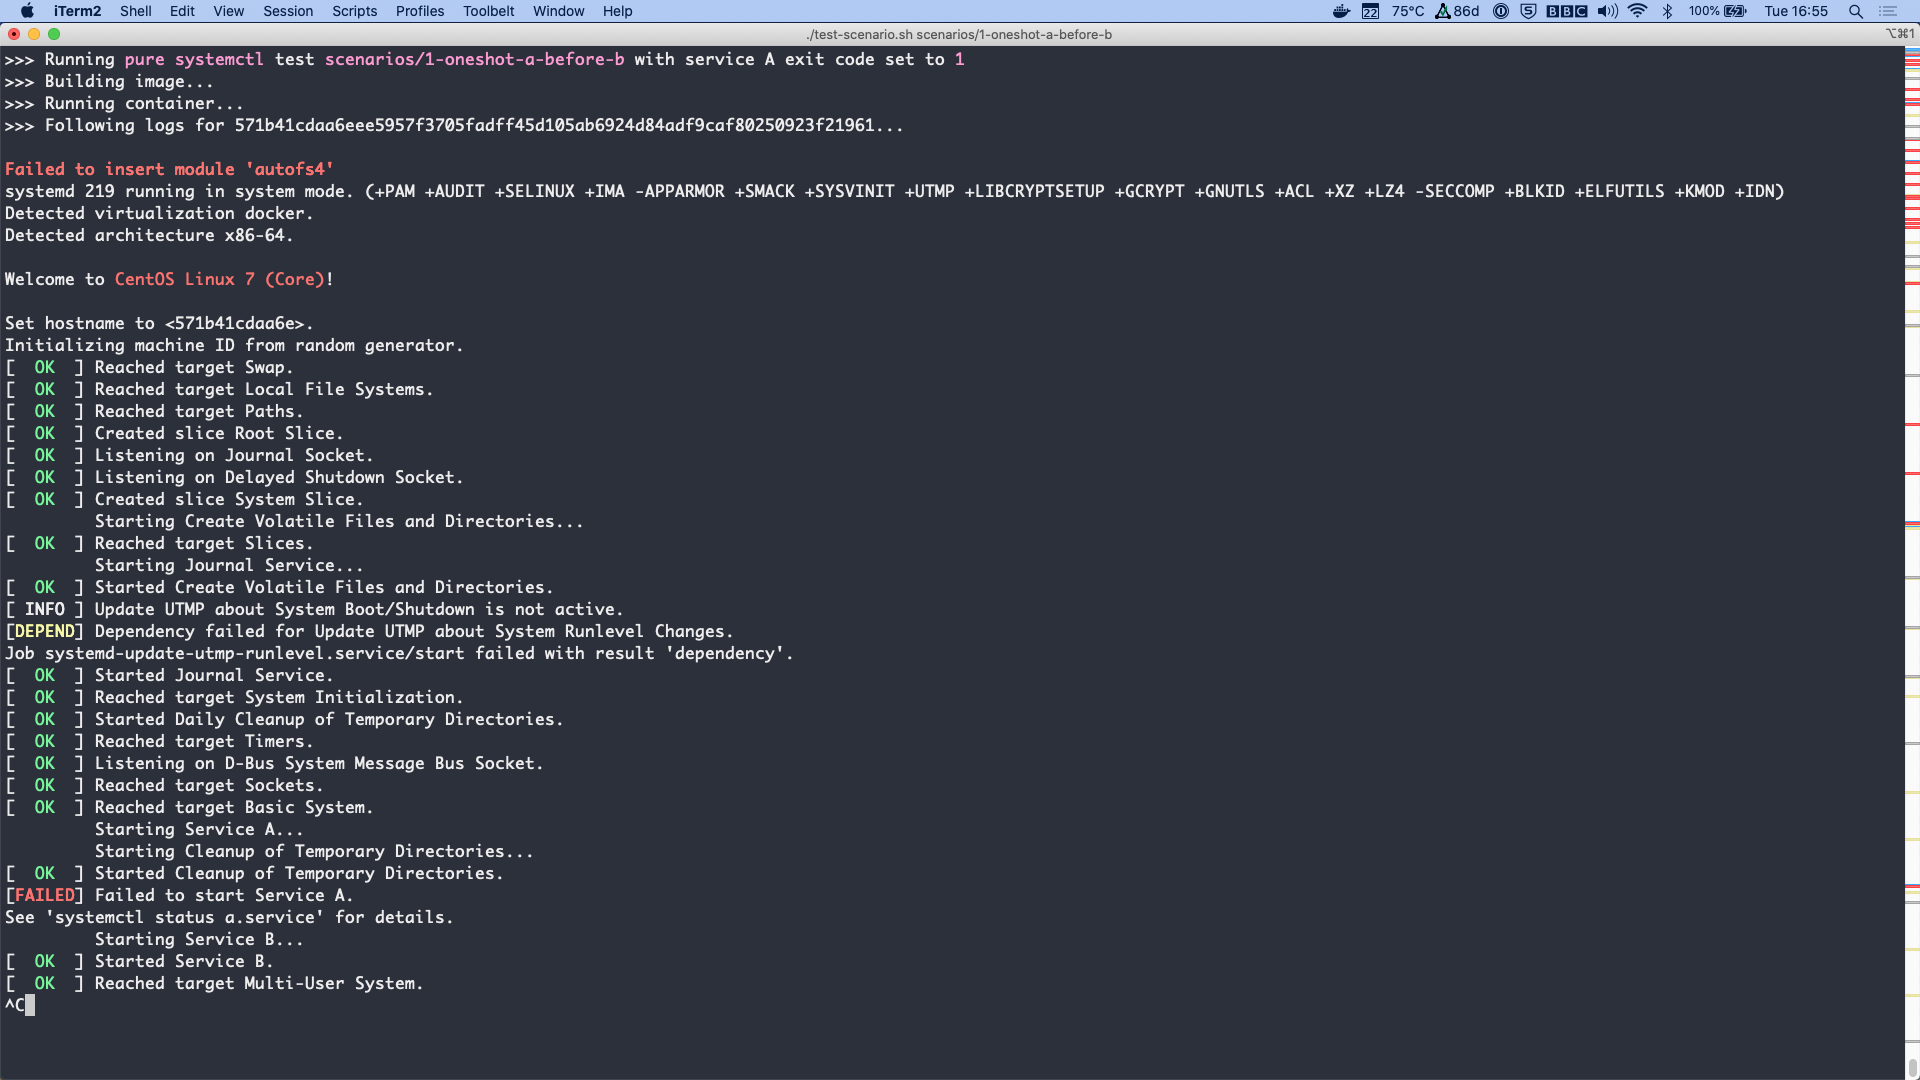 iTerm2 Shell Edit View Session Scripts Profiles Toolbelt Window Help 22 75°C 86d BBC 100% Tue 16:55
./test-scenario.sh scenarios/1-oneshot-a-before-b ⌥⌘1
>>> Running pure systemctl test scenarios/1-oneshot-a-before-b with service A exit code set to 1
>>> Building image...
>>> Running container...
>>> Following logs for 571b41cdaa6eee5957f3705fadff45d105ab6924d84adf9caf80250923f21961...
Failed to insert module 'autofs4'
systemd 219 running in system mode. (+PAM +AUDIT +SELINUX +IMA -APPARMOR +SMACK +SYSVINIT +UTMP +LIBCRYPTSETUP +GCRYPT +GNUTLS +ACL +XZ +LZ4 -SECCOMP +BLKID +ELFUTILS +KMOD +IDN)
Detected virtualization docker.
Detected architecture x86-64.
Welcome to CentOS Linux 7 (Core)!
Set hostname to <571b41cdaa6e>.
Initializing machine ID from random generator.
[  OK  ] Reached target Swap.
[  OK  ] Reached target Local File Systems.
[  OK  ] Reached target Paths.
[  OK  ] Created slice Root Slice.
[  OK  ] Listening on Journal Socket.
[  OK  ] Listening on Delayed Shutdown Socket.
[  OK  ] Created slice System Slice.
         Starting Create Volatile Files and Directories...
[  OK  ] Reached target Slices.
         Starting Journal Service...
[  OK  ] Started Create Volatile Files and Directories.
[ INFO ] Update UTMP about System Boot/Shutdown is not active.
[DEPEND] Dependency failed for Update UTMP about System Runlevel Changes.
Job systemd-update-utmp-runlevel.service/start failed with result 'dependency'.
[  OK  ] Started Journal Service.
[  OK  ] Reached target System Initialization.
[  OK  ] Started Daily Cleanup of Temporary Directories.
[  OK  ] Reached target Timers.
[  OK  ] Listening on D-Bus System Message Bus Socket.
[  OK  ] Reached target Sockets.
[  OK  ] Reached target Basic System.
         Starting Service A...
         Starting Cleanup of Temporary Directories...
[  OK  ] Started Cleanup of Temporary Directories.
[FAILED] Failed to start Service A.
See 'systemctl status a.service' for details.
         Starting Service B...
[  OK  ] Started Service B.
[  OK  ] Reached target Multi-User System.
^C